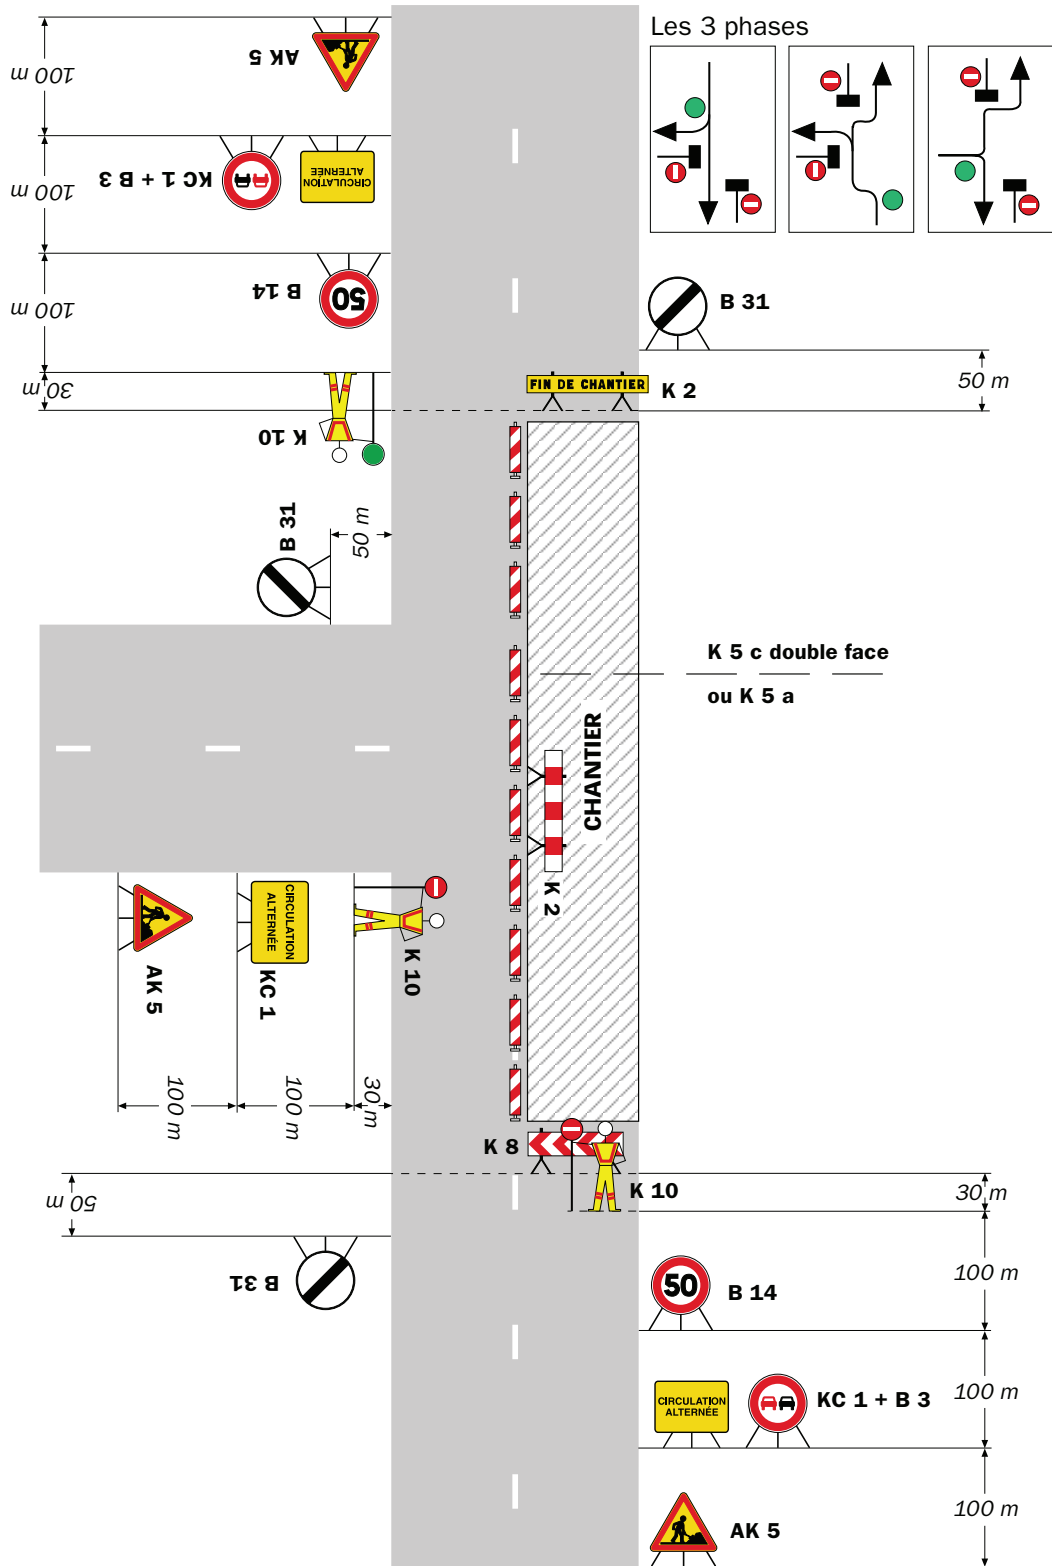 Les 3 phases
AK 5
100 m
KC 1 + B 3
CIRCULATION
ALTERNÉE
100 m
B 14
50
100 m
30 m
K 10
B 31
50 m
FIN DE CHANTIER
K 2
B 31
50 m
K 5 c double face
ou K 5 a
CHANTIER
K 2
AK 5
CIRCULATION
ALTERNÉE
KC 1
K 10
100 m
100 m
30 m
K 8
K 10
30 m
50 m
B 31
50
B 14
100 m
CIRCULATION
ALTERNÉE
KC 1 + B 3
100 m
AK 5
100 m